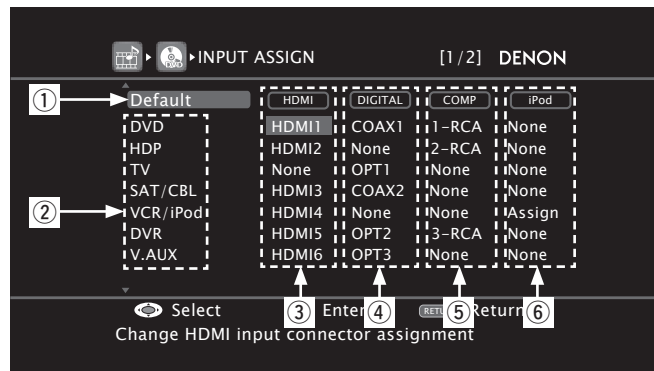 INPUT ASSIGN [1/2] DENON
① Default HDMI DIGITAL COMP iPod
DVD HDMI1 COAX1 1-RCA None
HDP HDMI2 None 2-RCA None
TV None OPT1 None None
SAT/CBL HDMI3 COAX2 None None
② VCR/iPod HDMI4 None None Assign
DVR HDMI5 OPT2 3-RCA None
V.AUX HDMI6 OPT3 None None
Select ③ Enter ④ RETU ⑤ Return ⑥
Change HDMI input connector assignment